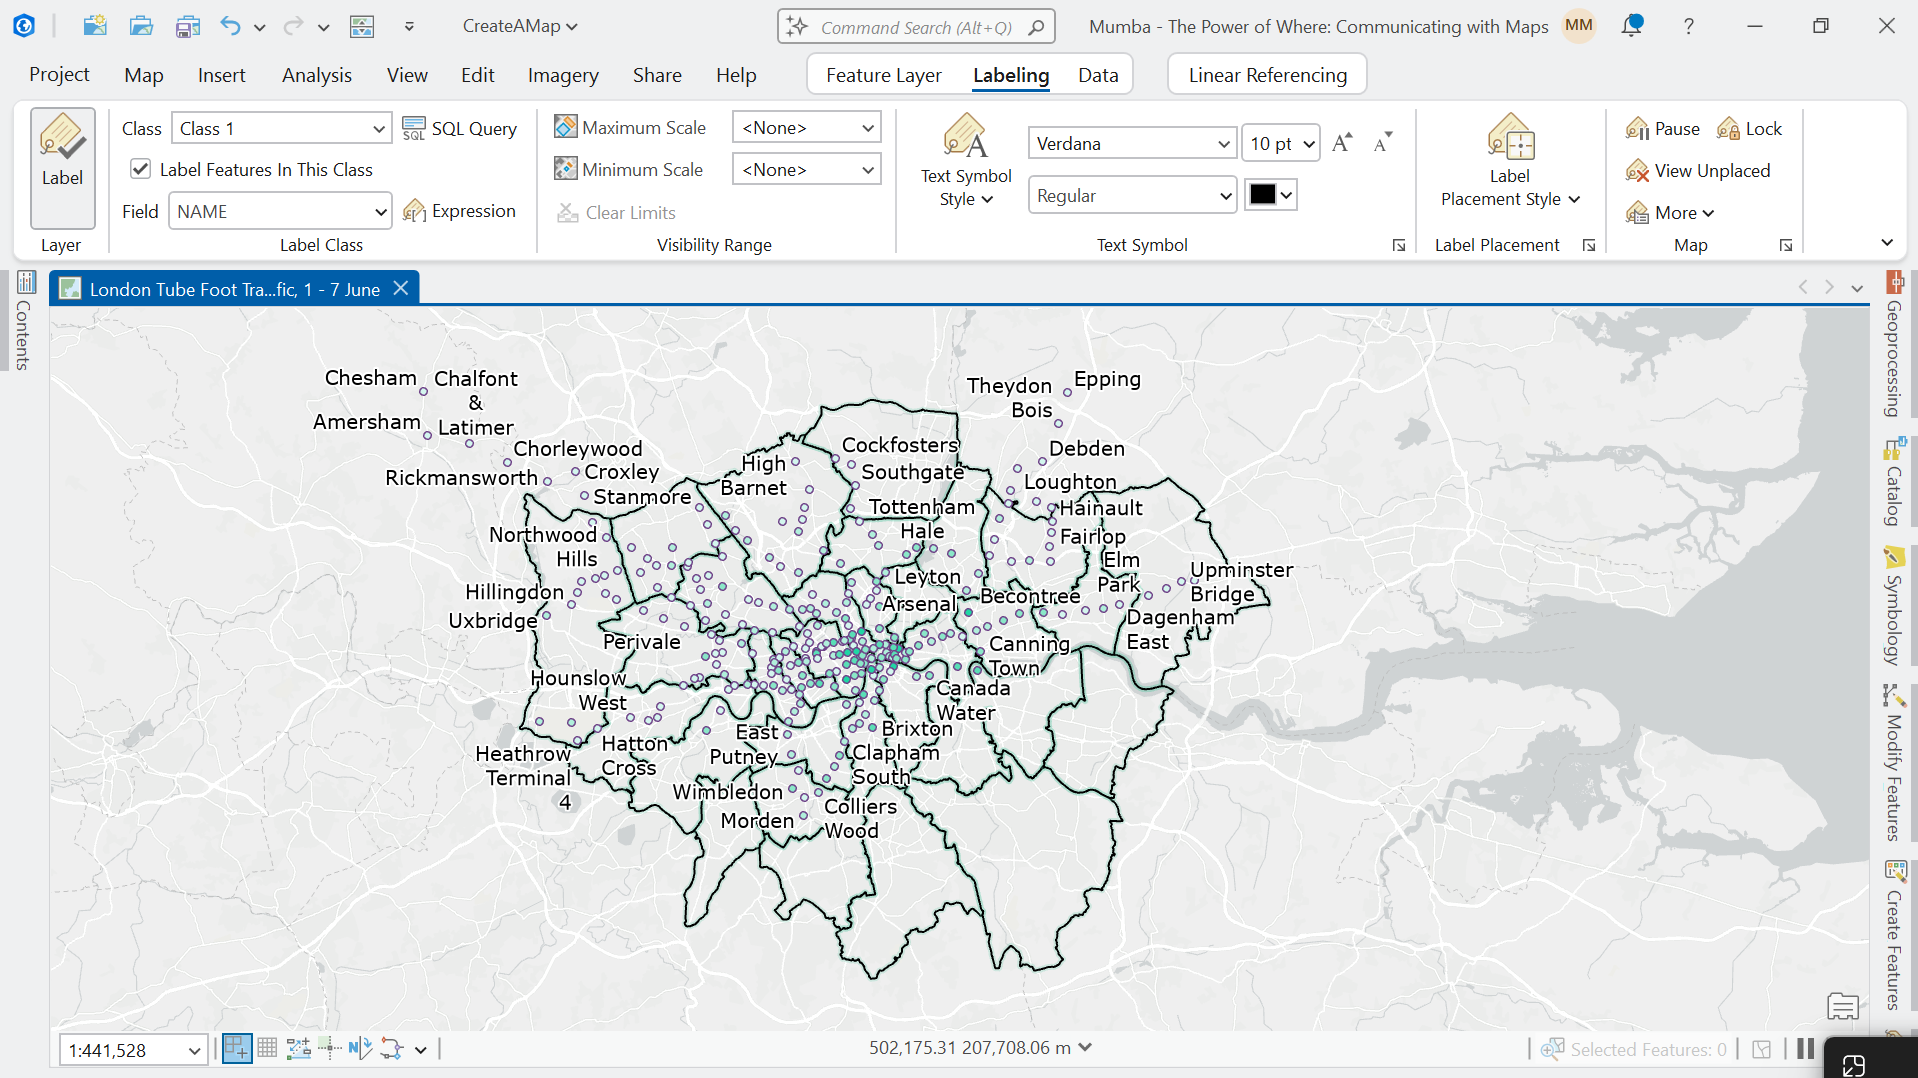 CreateAMap
Command Search (Alt+Q)
Mumba - The Power of Where: Communicating with Maps
MM
?
Project
Map
Insert
Analysis
View
Edit
Imagery
Share
Help
Feature Layer
Labeling
Data
Linear Referencing
Label
Layer
Class
Class 1
SQL
SQL Query
Label Features In This Class
Field
NAME
Expression
Label Class
Maximum Scale
<None>
Minimum Scale
<None>
Clear Limits
Visibility Range
Text Symbol
Style
Verdana
10 pt
Regular
Text Symbol
Label
Placement Style
Label Placement
Pause
Lock
View Unplaced
More
Map
Contents
London Tube Foot Tra...fic, 1 - 7 June
Geoprocessing
Catalog
Symbology
Modify Features
Create Features
Chesham
Chalfont
&
Latimer
Amersham
Chorleywood
Rickmansworth
Croxley
Stanmore
Northwood
Hills
Hillingdon
Uxbridge
Perivale
Hounslow
West
Heathrow
Terminal
4
Hatton
Cross
High
Barnet
Cockfosters
Southgate
Tottenham
Hale
Leyton
Arsenal
Theydon
Bois
Epping
Debden
Loughton
Hainault
Fairlop
Elm
Park
Becontree
Upminster
Bridge
Dagenham
East
Canning
Town
Canada
Water
Brixton
Clapham
South
East
Putney
Wimbledon
Morden
Colliers
Wood
1:441,528
502,175.31 207,708.06 m
Selected Features: 0